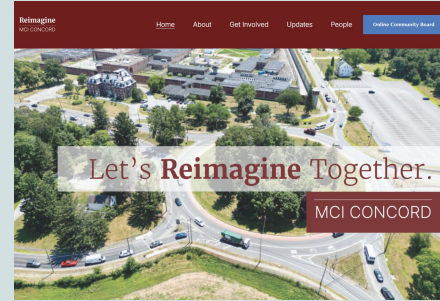 Reimagine
MCI CONCORD
Home About Get Involved Updates People Online Community Board
Let's Reimagine Together.
MCI CONCORD